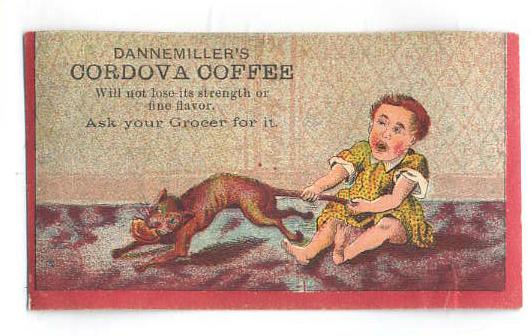 DANNEMILLER'S
CORDOVA COFFEE
Will not lose its strength or
fine flavor.
Ask your Grocer for it.